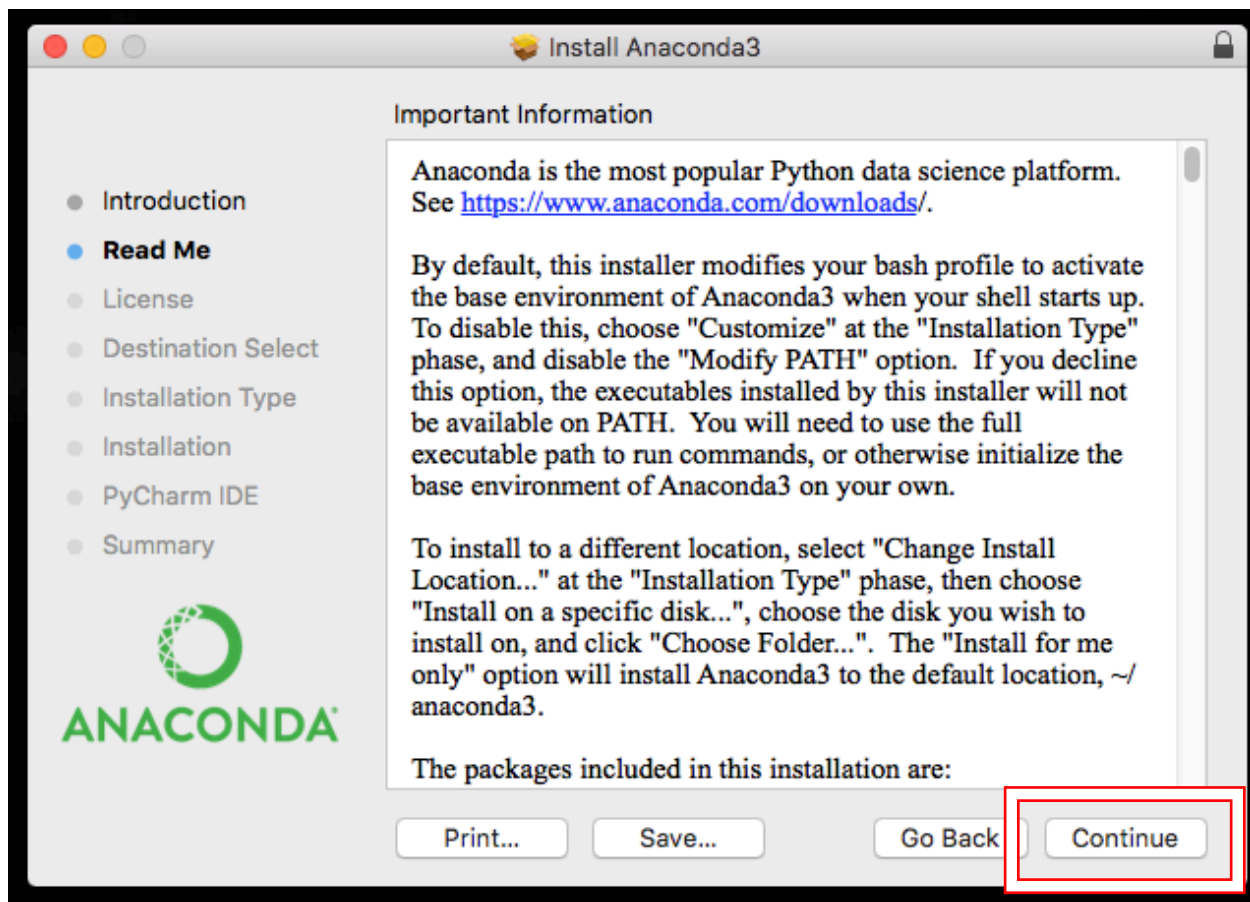 Install Anaconda3
Important Information
Introduction
Read Me
License
Destination Select
Installation Type
Installation
PyCharm IDE
Summary
ANACONDA®
Anaconda is the most popular Python data science platform.
See https://www.anaconda.com/downloads/.
By default, this installer modifies your bash profile to activate
the base environment of Anaconda3 when your shell starts up.
To disable this, choose "Customize" at the "Installation Type"
phase, and disable the "Modify PATH" option.  If you decline
this option, the executables installed by this installer will not
be available on PATH.  You will need to use the full
executable path to run commands, or otherwise initialize the
base environment of Anaconda3 on your own.
To install to a different location, select "Change Install
Location..." at the "Installation Type" phase, then choose
"Install on a specific disk...", choose the disk you wish to
install on, and click "Choose Folder...".  The "Install for me
only" option will install Anaconda3 to the default location, ~/
anaconda3.
The packages included in this installation are:
Print...
Save...
Go Back
Continue